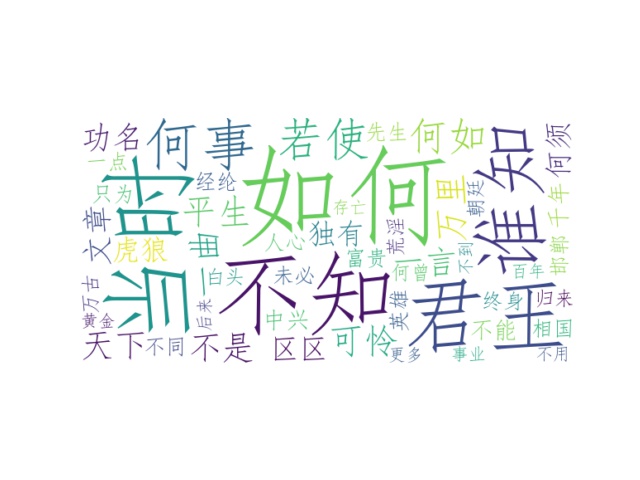 如何
当时
不知
君王
谁知
何事
若使
何如
功名
先生
何须
一点
只为
经纶
平生
存亡
万里
朝廷
千年
文章
虎狼
一曲
人心
独有
荒淫
一言
不到
邯郸
富贵
何曾
百年
万古
白头
未必
终身
归来
黄金
后来
中兴
英雄
不能
相国
天下
不同
不是
区区
可怜
更多
事业
不用